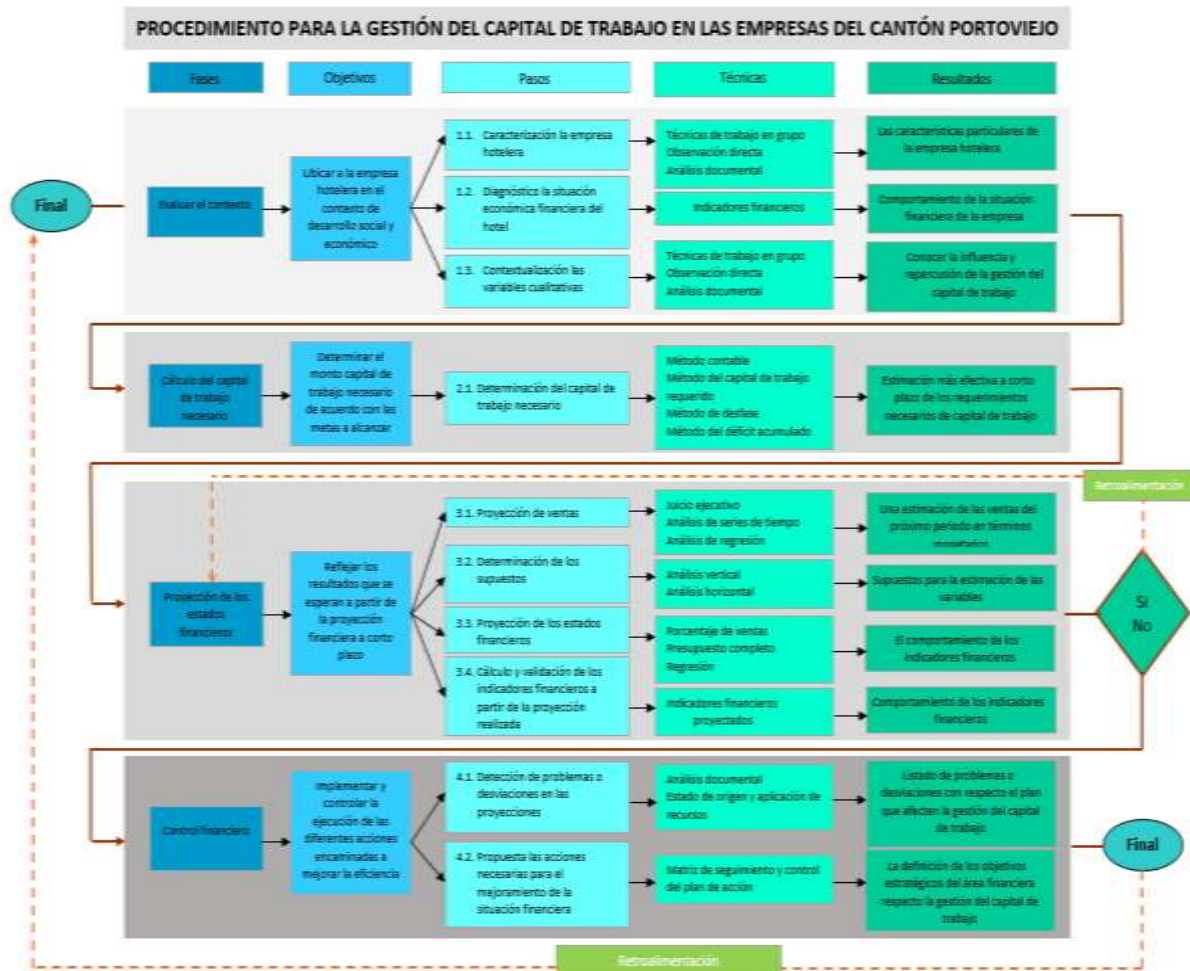 PROCEDIMIENTO PARA LA GESTIÓN DEL CAPITAL DE TRABAJO EN LAS EMPRESAS DEL CANTÓN PORTOVIEJO
Fases
Objetivos
Pasos
Técnicas
Resultados
Final
Evaluar el contexto
Ubicar a la empresa
hotelera en el
contexto de
desarrollo social y
económico
1.1. Caracterización la empresa
hotelera
Técnicas de trabajo en grupo
Observación directa
Análisis documental
Las características particulares de
la empresa hotelera
1.2. Diagnóstico la situación
económica financiera del
hotel
Indicadores financieros
Comportamiento de la situación
financiera de la empresa
1.3. Contextualización las
variables cualitativas
Técnicas de trabajo en grupo
Observación directa
Análisis documental
Conocer la influencia y
repercusión de la gestión del
capital de trabajo
Cálculo del capital
de trabajo
necesario
Determinar el
monto capital de
trabajo necesario
de acuerdo con las
metas a alcanzar
2.1. Determinación del capital de
trabajo necesario
Método contable
Método del capital de trabajo
requerido
Método de desfase
Método del déficit acumulado
Estimación más efectiva a corto
plazo de los requerimientos
necesarios de capital de trabajo
Retroalimentación
Proyección de los
estados
financieros
Reflejar los
resultados que se
esperan a partir de
la proyección
financiera a corto
plazo
3.1. Proyección de ventas
Juicio ejecutivo
Análisis de series de tiempo
Análisis de regresión
Una estimación de las ventas del
próximo periodo en términos
monetarios
3.2. Determinación de los
supuestos
Análisis vertical
Análisis horizontal
Supuestos para la estimación de las
variables
3.3. Proyección de los estados
financieros
Porcentaje de ventas
Presupuesto completo
Regresión
El comportamiento de los
indicadores financieros
3.4. Cálculo y validación de los
indicadores financieros a
partir de la proyección
realizada
Indicadores financieros
proyectados
Comportamiento de los indicadores
financieros
Si
No
Control financiero
Implementar y
controlar la
ejecución de las
diferentes acciones
encaminadas a
mejorar la eficiencia
4.1. Detección de problemas o
desviaciones en las
proyecciones
Análisis documental
Estado de origen y aplicación de
recursos
Listado de problemas o
desviaciones con respecto el plan
que afecten la gestión del capital
de trabajo
4.2. Propuesta las acciones
necesarias para el
mejoramiento de la
situación financiera
Matriz de seguimiento y control
del plan de acción
La definición de los objetivos
estratégicos del área financiera
respecto la gestión del capital de
trabajo
Final
Retroalimentación